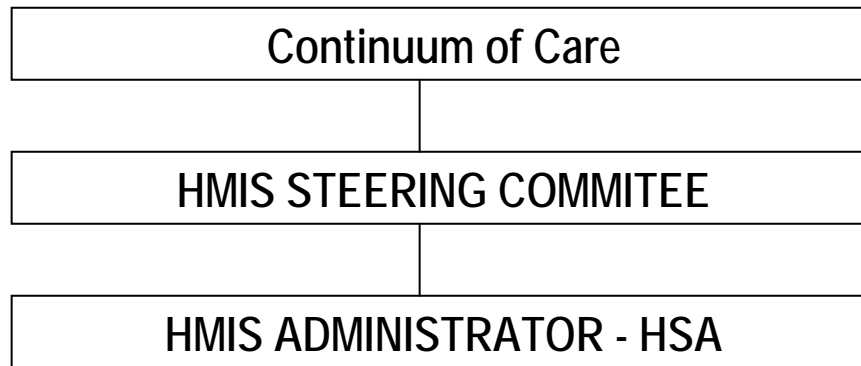 Continuum of Care
HMIS STEERING COMMITEE
HMIS ADMINISTRATOR - HSA